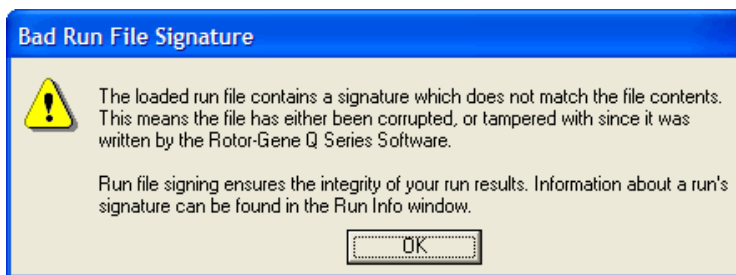 Bad Run File Signature
The loaded run file contains a signature which does not match the file contents.
This means the file has either been corrupted, or tampered with since it was
written by the Rotor-Gene Q Series Software.
Run file signing ensures the integrity of your run results. Information about a run's
signature can be found in the Run Info window.
OK